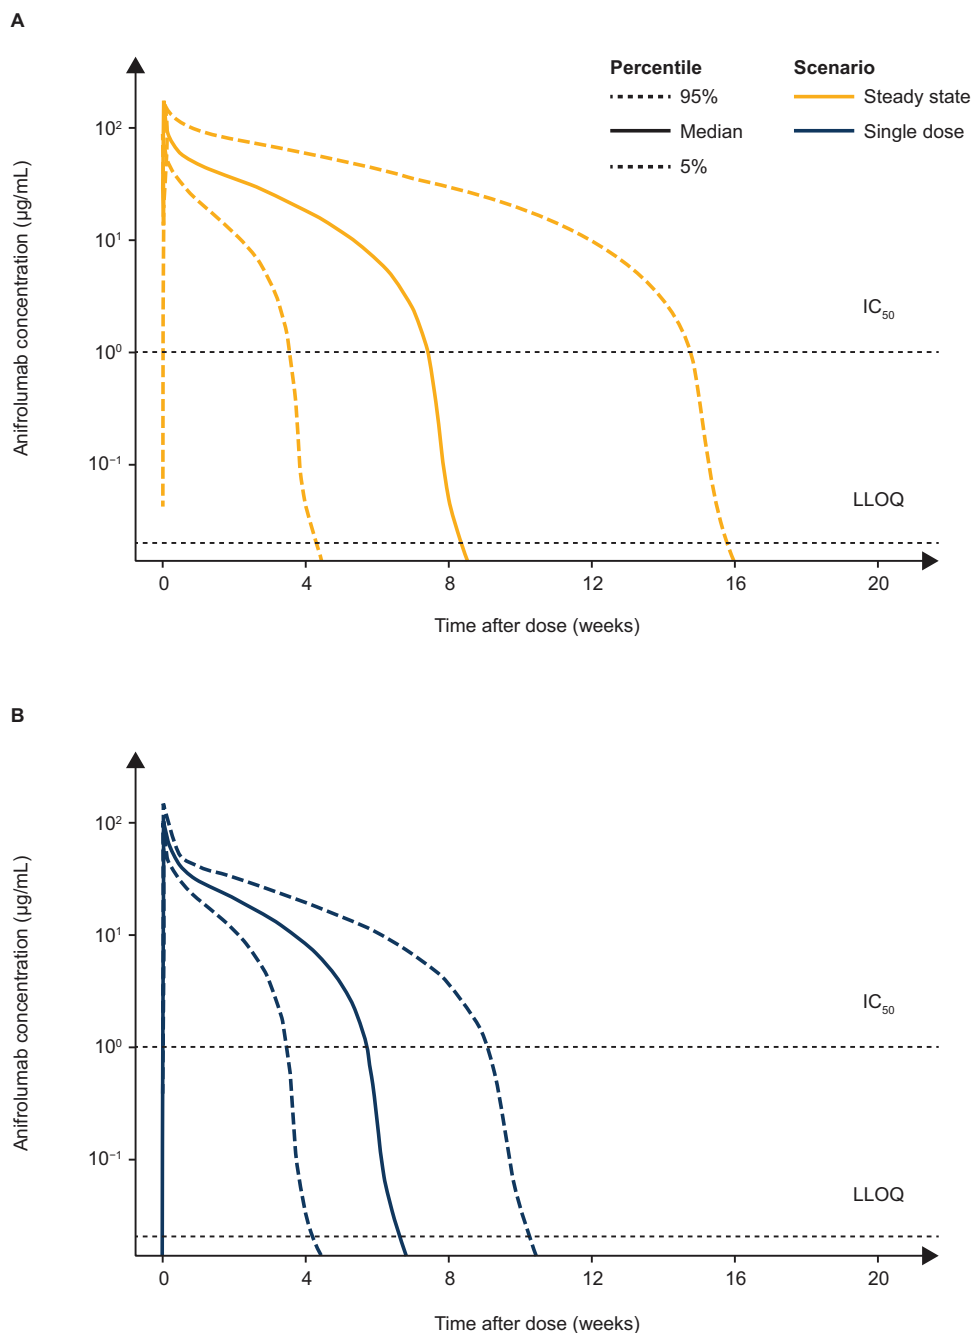 A
Percentile
95%
Median
5%
Scenario
Steady state
Single dose
Anifrolumab concentration (μg/mL)
10²
10¹
10⁰
10⁻¹
IC₅₀
LLOQ
0 4 8 12 16 20
Time after dose (weeks)
B
Anifrolumab concentration (μg/mL)
10²
10¹
10⁰
10⁻¹
IC₅₀
LLOQ
0 4 8 12 16 20
Time after dose (weeks)